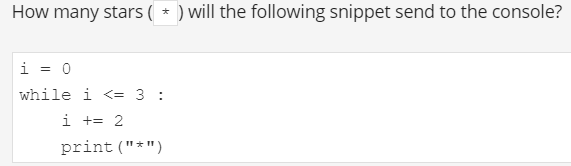 How many stars ( * ) will the following snippet send to the console?
i = 0
while i <= 3 :
    i += 2
    print("*")